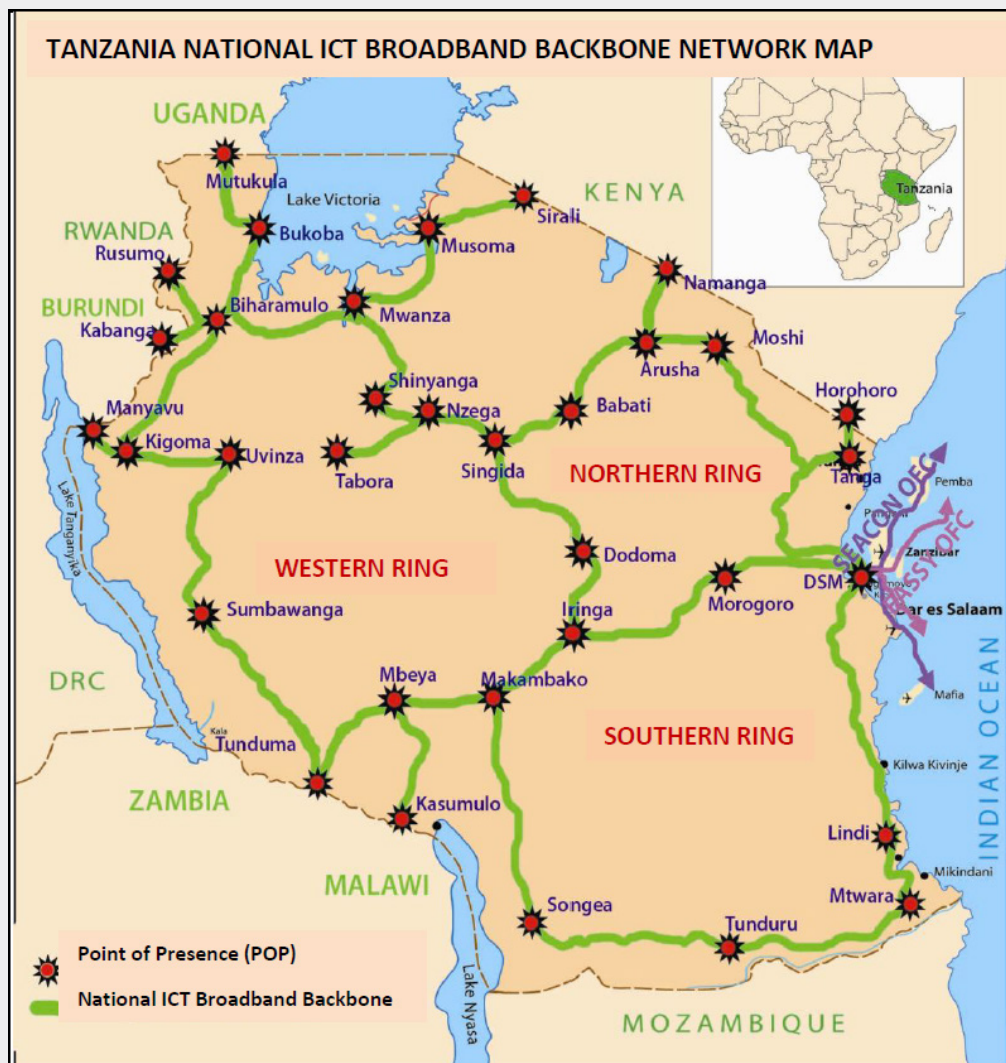 TANZANIA NATIONAL ICT BROADBAND BACKBONE NETWORK MAP
UGANDA
Mutukula
Lake Victoria
KENYA
Tanzania
Sirali
RWANDA
Rusumo
Bukoba
Musoma
BURUNDI
Kabanga
Biharamulo
Mwanza
Namanga
Moshi
Arusha
Shinyanga
Nzega
Babati
Horohoro
Manyavu
Kigoma
Uvinza
Tabora
Singida
NORTHERN RING
Tanga
Pemba
SEACON OFC
Lake Tanganyika
WESTERN RING
Dodoma
Zanzibar
DSM
Morogoro
Sumbawanga
Iringa
Dar es Salaam
DRC
Mbeya
Makambako
Mafia
Kala
Tunduma
SOUTHERN RING
Kilwa Kivinje
ZAMBIA
Kasumulo
INDIAN OCEAN
Lindi
MALAWI
Mikindani
Mtwara
Songea
Tunduru
Point of Presence (POP)
National ICT Broadband Backbone
Lake Nyasa
MOZAMBIQUE